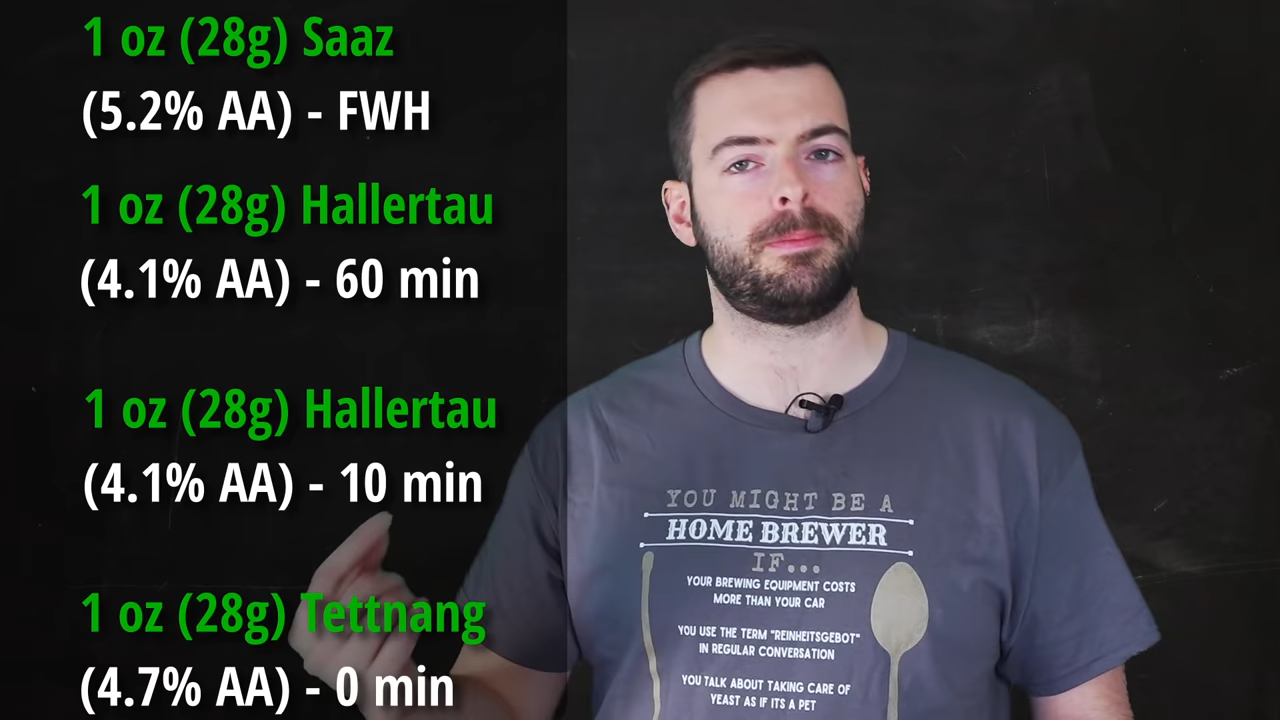 1 oz (28g) Saaz
(5.2% AA) - FWH
1 oz (28g) Hallertau
(4.1% AA) - 60 min
1 oz (28g) Hallertau
(4.1% AA) - 10 min
1 oz (28g) Tettnang
(4.7% AA) - 0 min
YOU MIGHT BE A
HOME BREWER
IF...
YOUR BREWING EQUIPMENT COSTS
MORE THAN YOUR CAR
YOU USE THE TERM "REINHEITSGEBOT"
IN REGULAR CONVERSATION
YOU TALK ABOUT TAKING CARE OF
YEAST AS IF ITS A PET